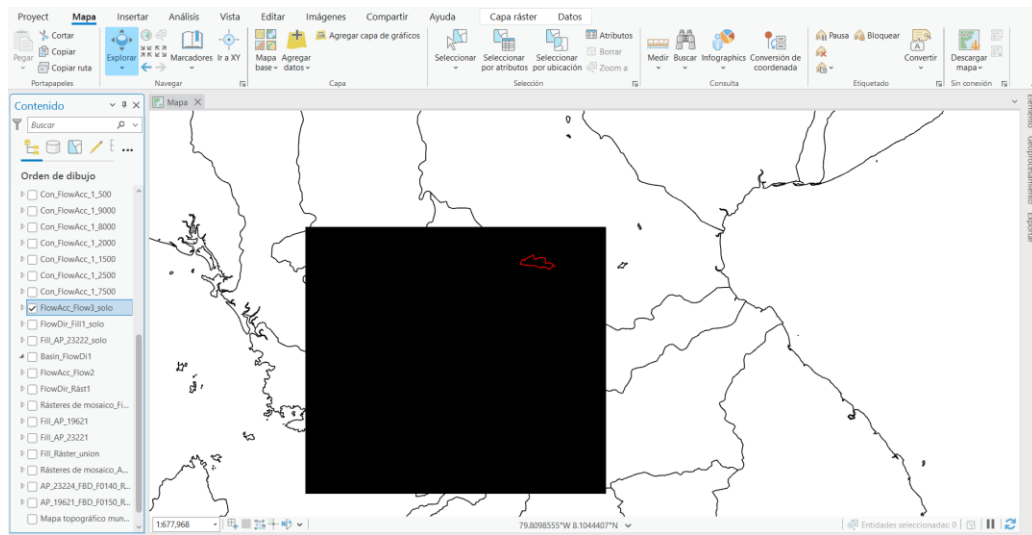 Proyect Mapa Insertar Análisis Vista Editar Imágenes Compartir Ayuda Capa ráster Datos
Pegar
Cortar
Copiar
Copiar ruta
Portapapeles
Explorar
Marcadores
Ir a XY
Navegar
Mapa base
Agregar datos
Agregar capa de gráficos
Capa
Seleccionar
Seleccionar por atributos
Seleccionar por ubicación
Atributos
Borrar
Zoom a
Selección
Medir
Buscar
Infographics
Conversión de coordenada
Consulta
Pausa
Bloquear
Convertir
Etiquetado
Descargar mapa
Sin conexión
Contenido
Buscar
Orden de dibujo
Con_FlowAcc_1_500
Con_FlowAcc_1_9000
Con_FlowAcc_1_8000
Con_FlowAcc_1_2000
Con_FlowAcc_1_1500
Con_FlowAcc_1_2500
Con_FlowAcc_1_7500
FlowAcc_Flow3_solo
FlowDir_Fill1_solo
Fill_AP_23222_solo
Basin_FlowDi1
FlowAcc_Flow2
FlowDir_Rást1
Rásteres de mosaico_Fi...
Fill_AP_19621
Fill_AP_23221
Fill_Ráster_union
Rásteres de mosaico_A...
AP_23224_FBD_F0140_R...
AP_19621_FBD_F0150_R...
Mapa topográfico mun...
Mapa
1:677,968
79.8098555°W 8.1044407°N
Entidades seleccionadas: 0
Elemento
Geoprocesamiento
Exportar